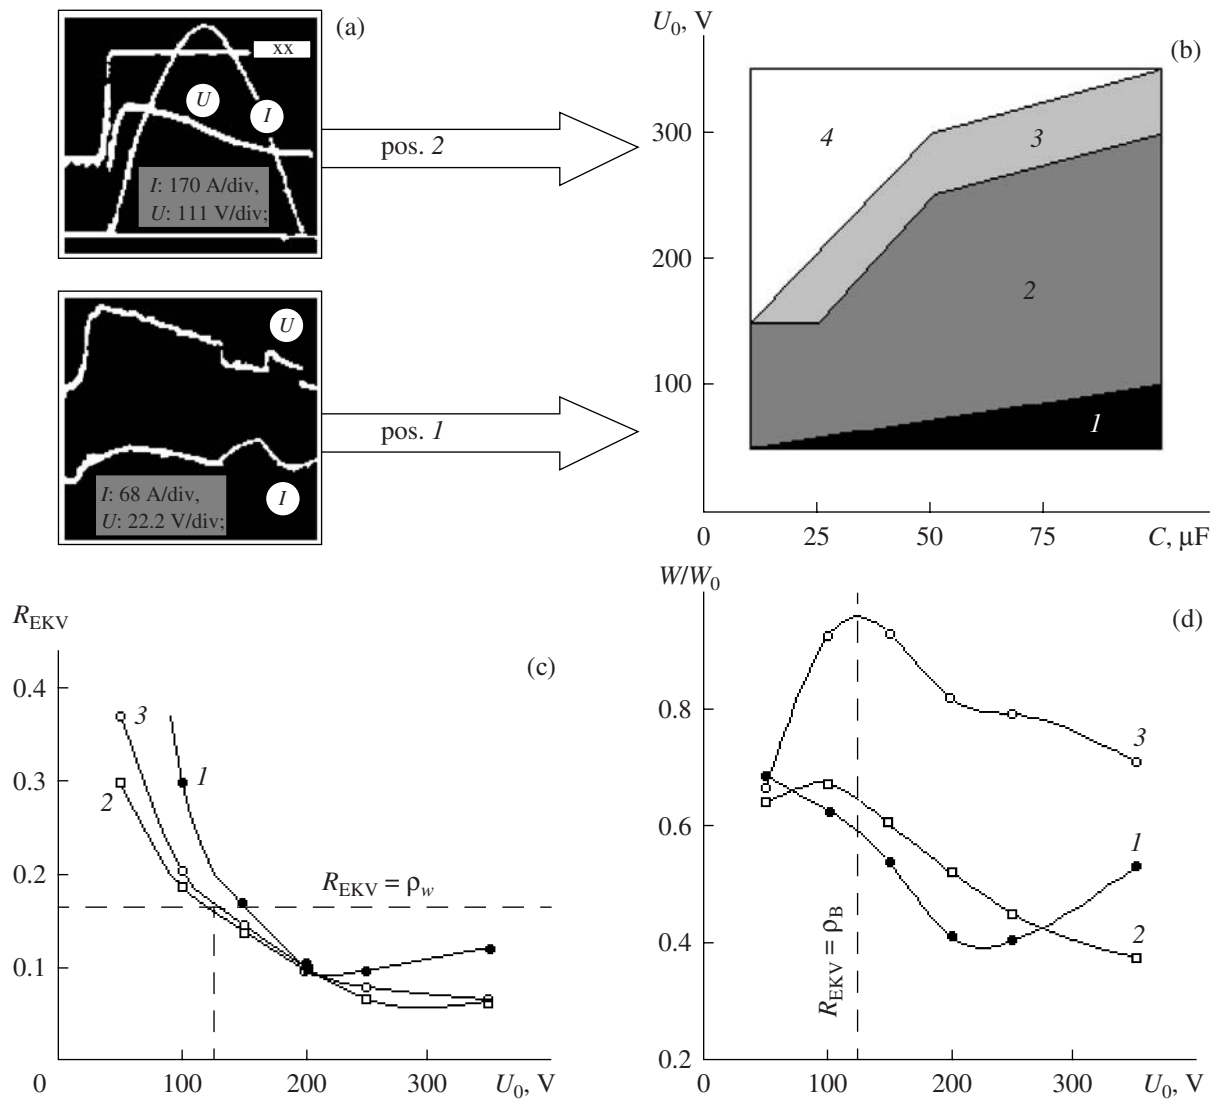 (a)
xx
U
I
I: 170 A/div,
U: 111 V/div;
pos. 2
U
I: 68 A/div,
U: 22.2 V/div;
I
pos. 1
U₀, V
(b)
300
200
100
0
25
50
75
C, μF
4
3
2
1
R_EKV
(c)
0.4
0.3
0.2
0.1
0
100
200
300
U₀, V
3
2
1
R_EKV = ρ_w
W/W₀
(d)
0.8
0.6
0.4
0.2
0
100
200
300
U₀, V
3
1
2
R_EKV = ρ_B